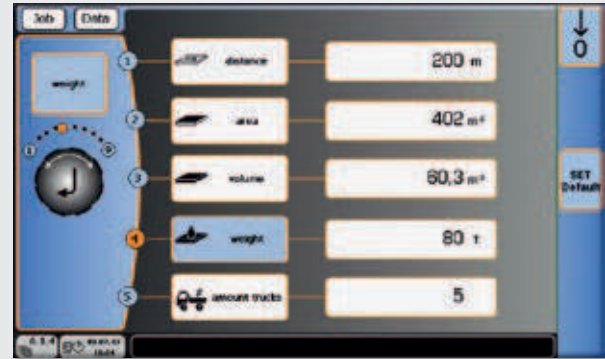 Job Data
↓ 0
weight
1 distance 200 m
2 area 402 m²
3 volume 60,3 m³
SET
Default
4 weight 80 t
5 amount trucks 5